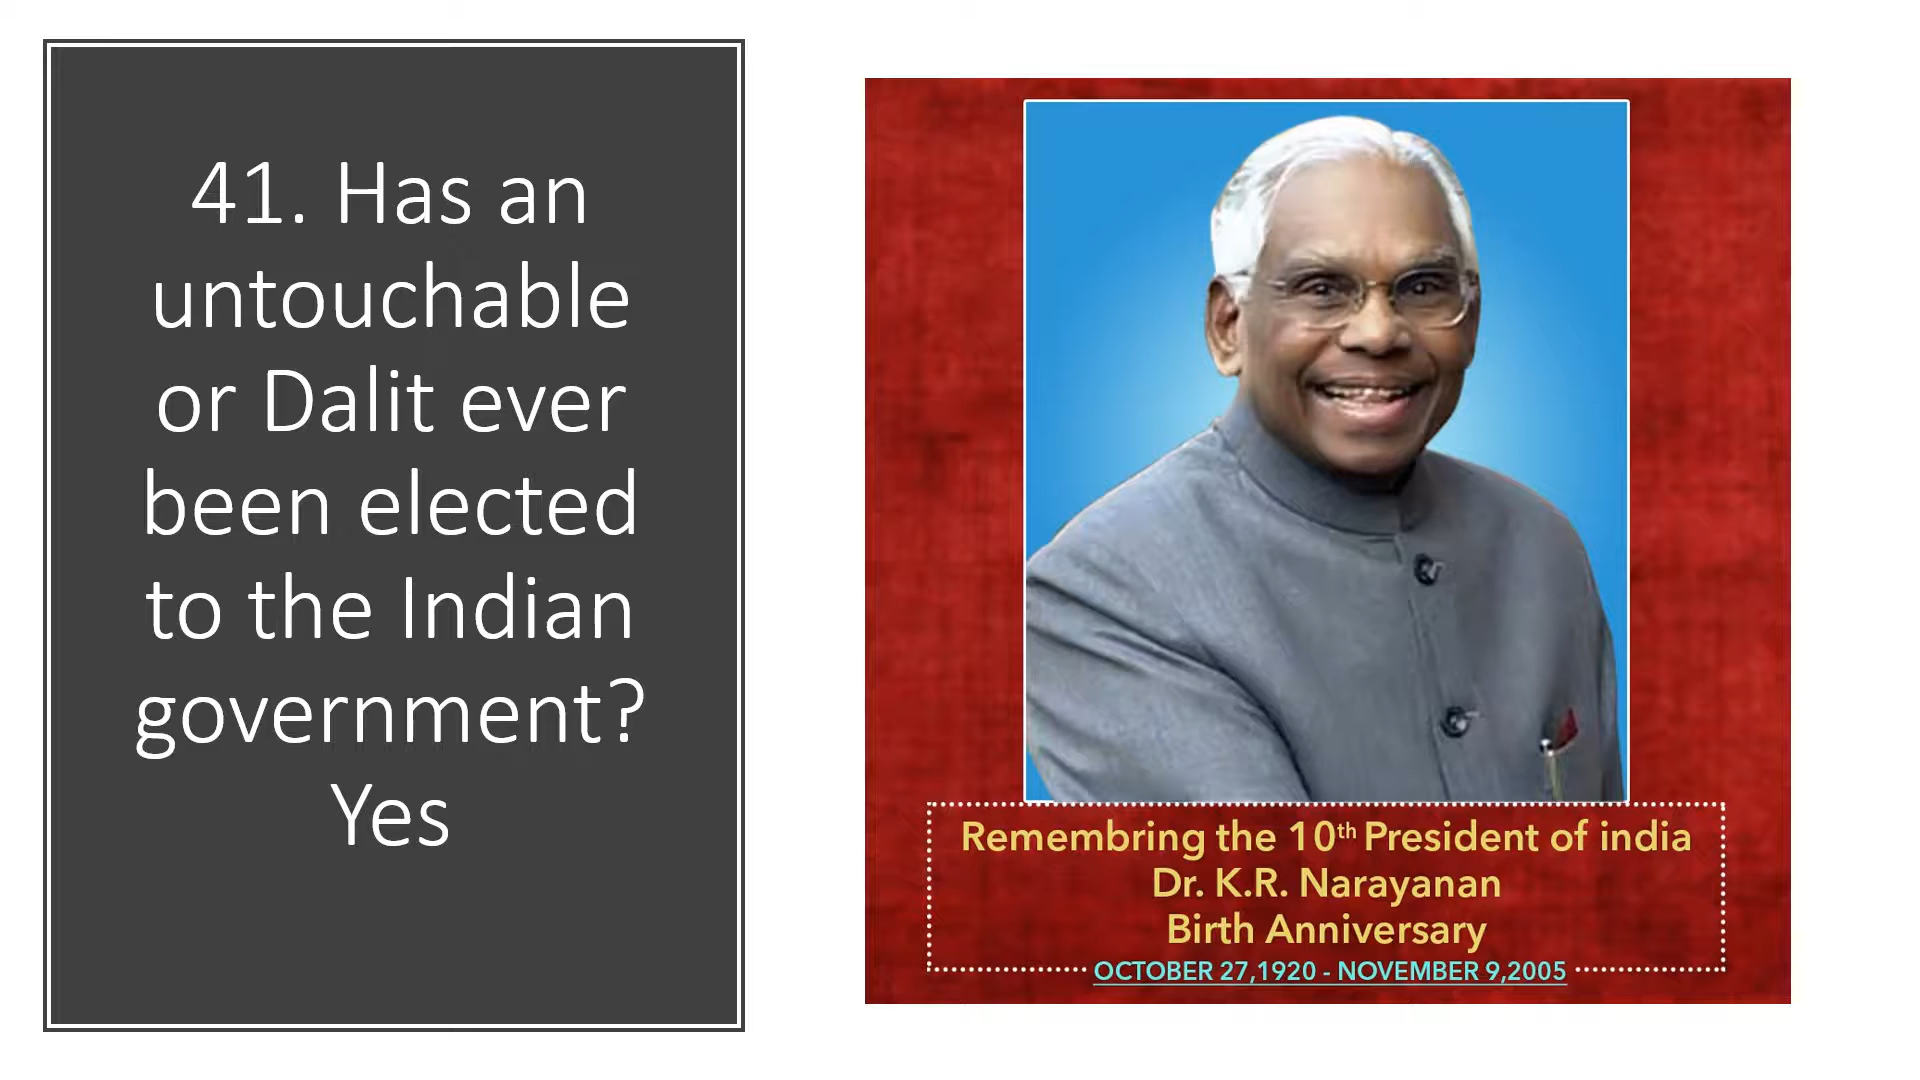 41. Has an
untouchable
or Dalit ever
been elected
to the Indian
government?
Yes
Remembring the 10th President of india
Dr. K.R. Narayanan
Birth Anniversary
OCTOBER 27,1920 - NOVEMBER 9,2005